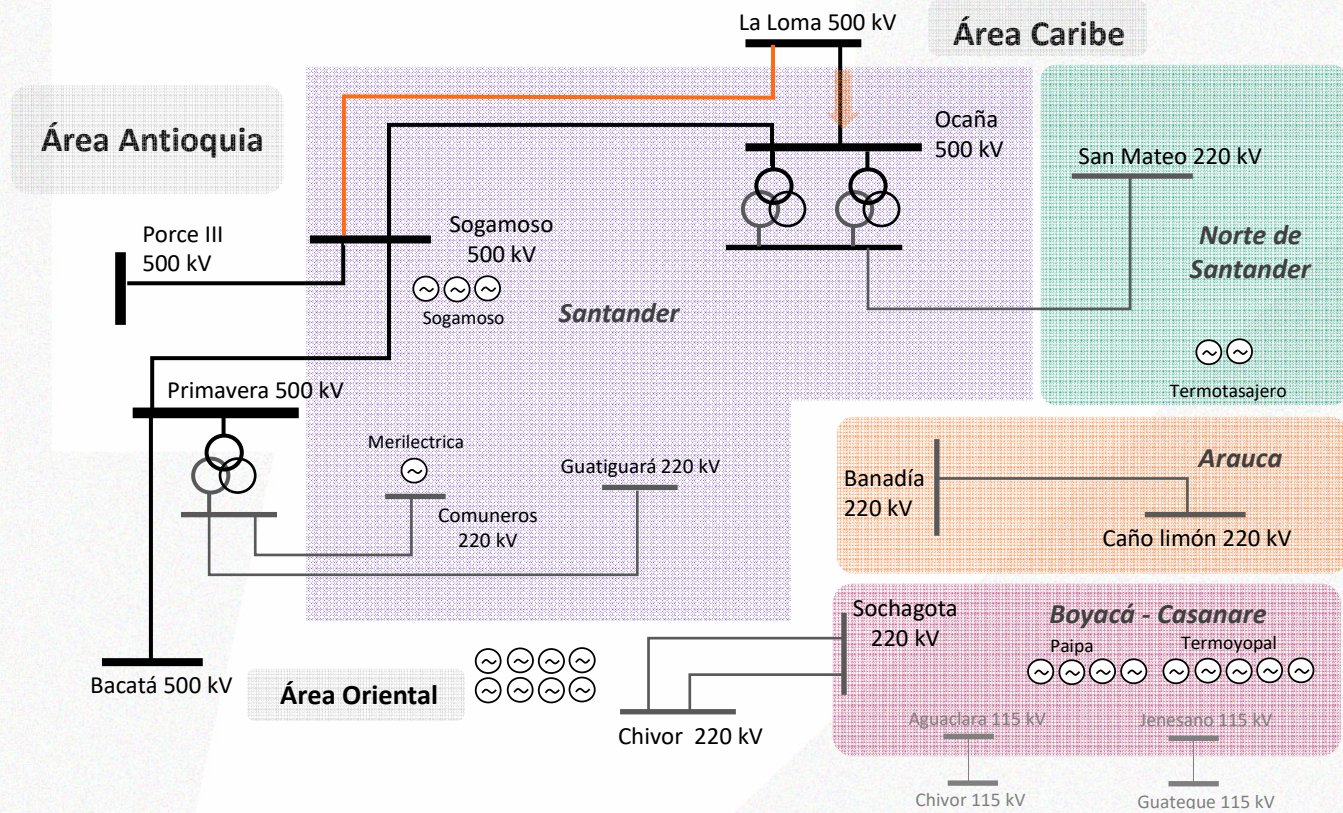 La Loma 500 kV
Área Caribe
Área Antioquia
Ocaña
500 kV
San Mateo 220 kV
Porce III
500 kV
Sogamoso
500 kV
Sogamoso
Santander
Norte de
Santander
Termotasajero
Primavera 500 kV
Merilectrica
Guatiguará 220 kV
Comuneros
220 kV
Arauca
Banadía
220 kV
Caño limón 220 kV
Sochagota
220 kV
Boyacá - Casanare
Paipa
Termoyopal
Bacatá 500 kV
Área Oriental
Chivor 220 kV
Aguaclara 115 kV
Jenesano 115 kV
Chivor 115 kV
Guateque 115 kV